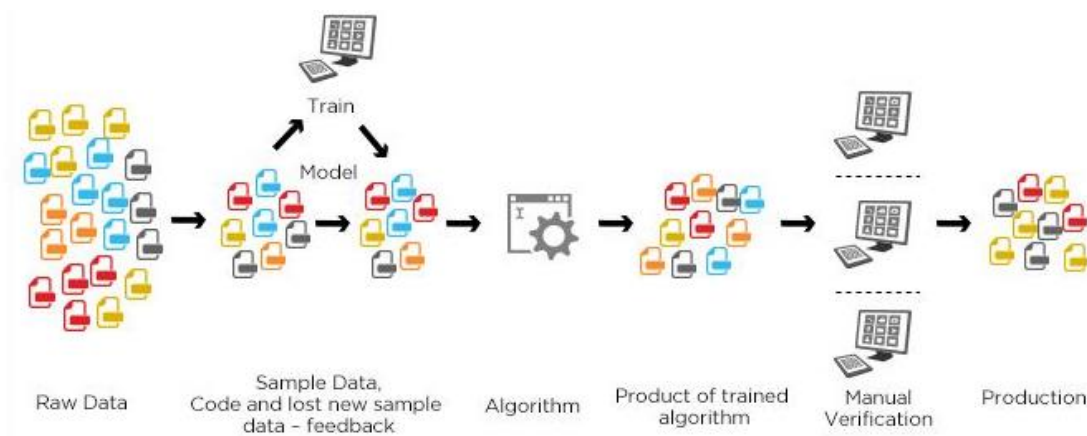 Train
Model
Raw Data
Sample Data,
Code and lost new sample
data – feedback
Algorithm
Product of trained
algorithm
Manual
Verification
Production